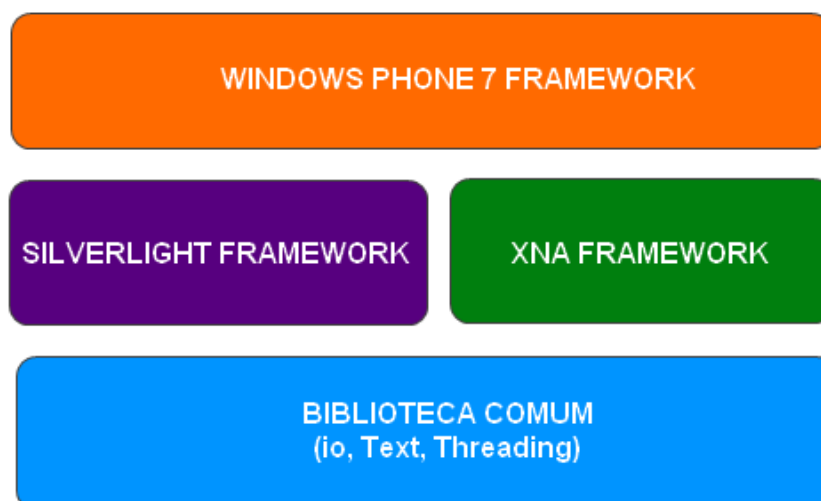 WINDOWS PHONE 7 FRAMEWORK
SILVERLIGHT FRAMEWORK
XNA FRAMEWORK
BIBLIOTECA COMUM
(io, Text, Threading)